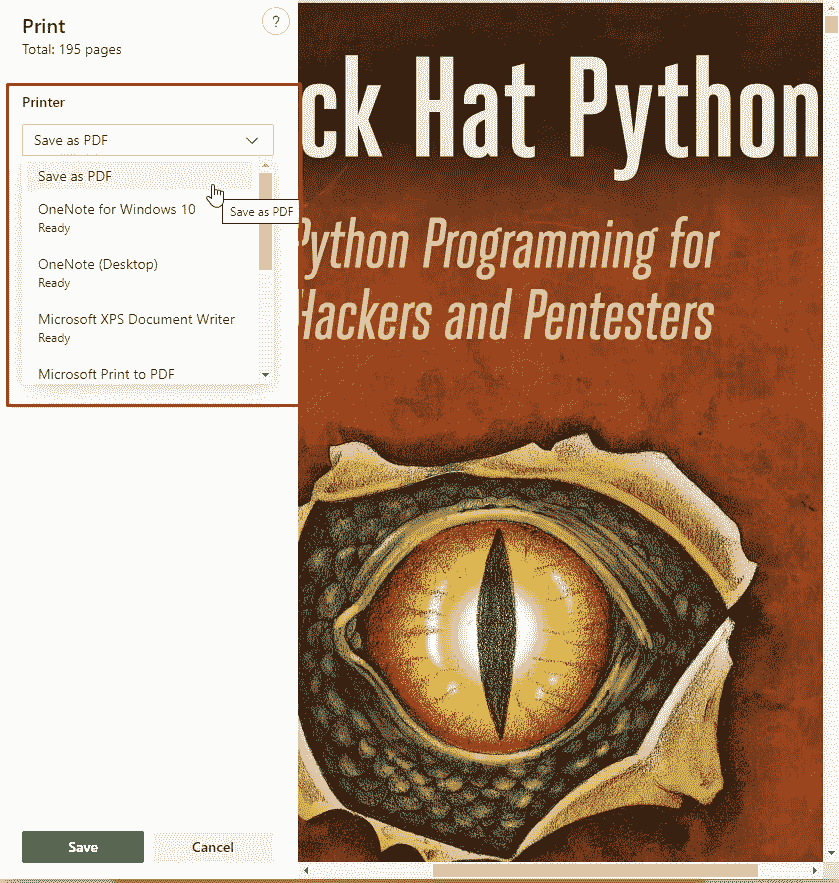 Print
?
Total: 195 pages
Printer
Save as PDF
Save as PDF
Save as PDF
OneNote for Windows 10
Ready
OneNote (Desktop)
Ready
Microsoft XPS Document Writer
Ready
Microsoft Print to PDF
Save
Cancel
ck Hat Python
Python Programming for
Hackers and Pentesters